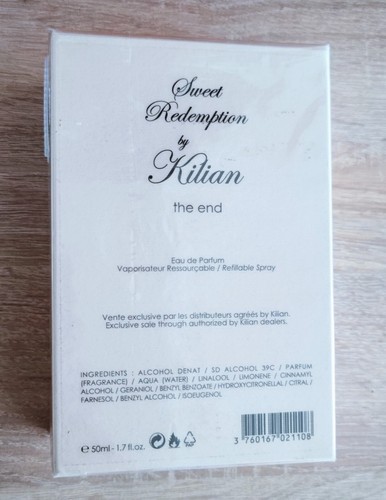 Sweet
Redemption
by
Kilian
the end
Eau de Parfum
Vaporisateur Ressourçable / Refillable Spray
Vente exclusive par les distributeurs agréés by Kilian.
Exclusive sale through authorized by Kilian dealers.
INGREDIENTS : ALCOHOL DENAT / SD ALCOHOL 39C / PARFUM
(FRAGRANCE) / AQUA (WATER) / LINALOOL / LIMONENE / CINNAMYL
ALCOHOL / GERANIOL / BENZYL BENZOATE / HYDROXYCITRONELLAL / CITRAL /
FARNESOL / BENZYL ALCOHOL / ISOEUGENOL
℮ 50ml - 1.7 fl.oz.
3 760167 021108